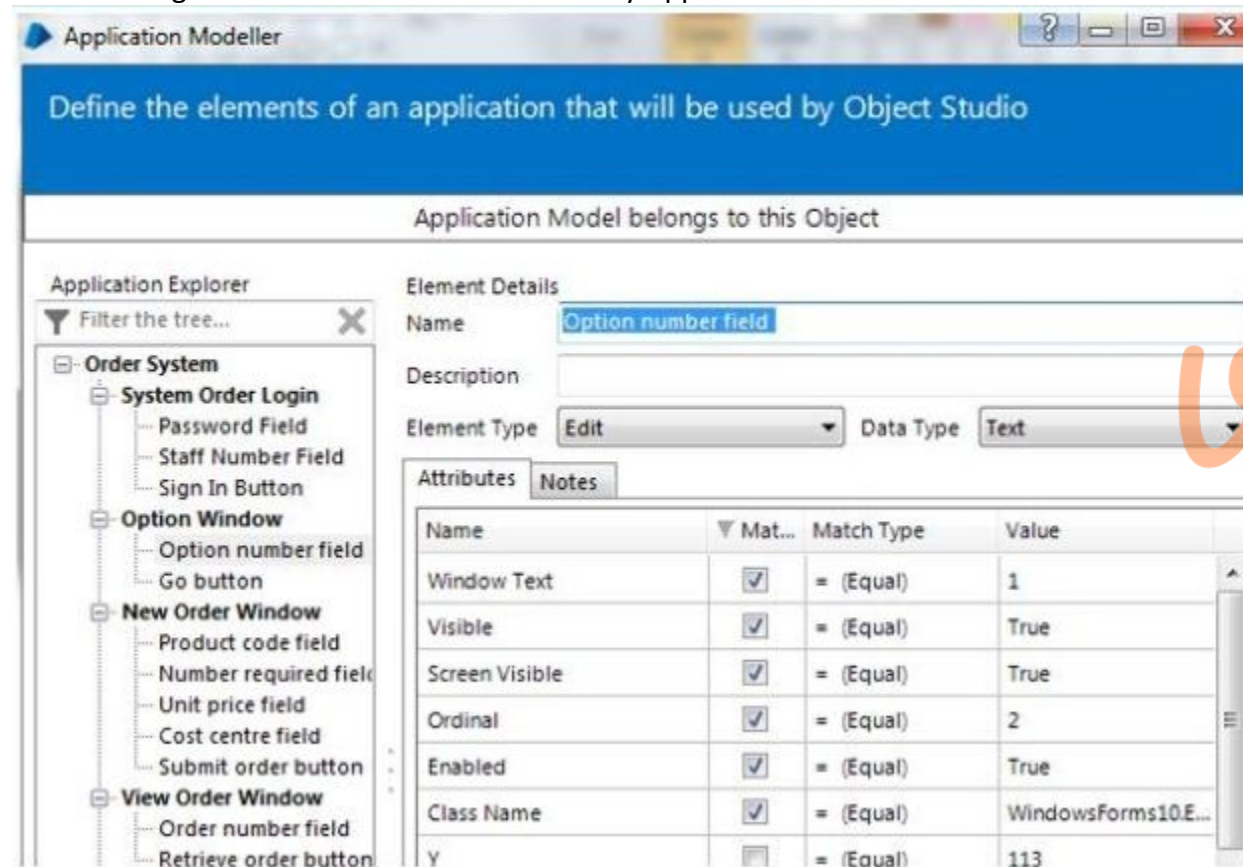 Application Modeller
Define the elements of an application that will be used by Object Studio
Application Model belongs to this Object
Application Explorer
Filter the tree...
Order System
System Order Login
Password Field
Staff Number Field
Sign In Button
Option Window
Option number field
Go button
New Order Window
Product code field
Number required field
Unit price field
Cost centre field
Submit order button
View Order Window
Order number field
Retrieve order button
Element Details
Name Option number field
Description
Element Type Edit Data Type Text
Attributes Notes
Name Mat... Match Type Value
Window Text = (Equal) 1
Visible = (Equal) True
Screen Visible = (Equal) True
Ordinal = (Equal) 2
Enabled = (Equal) True
Class Name = (Equal) WindowsForms10.E...
Y = (Equal) 113